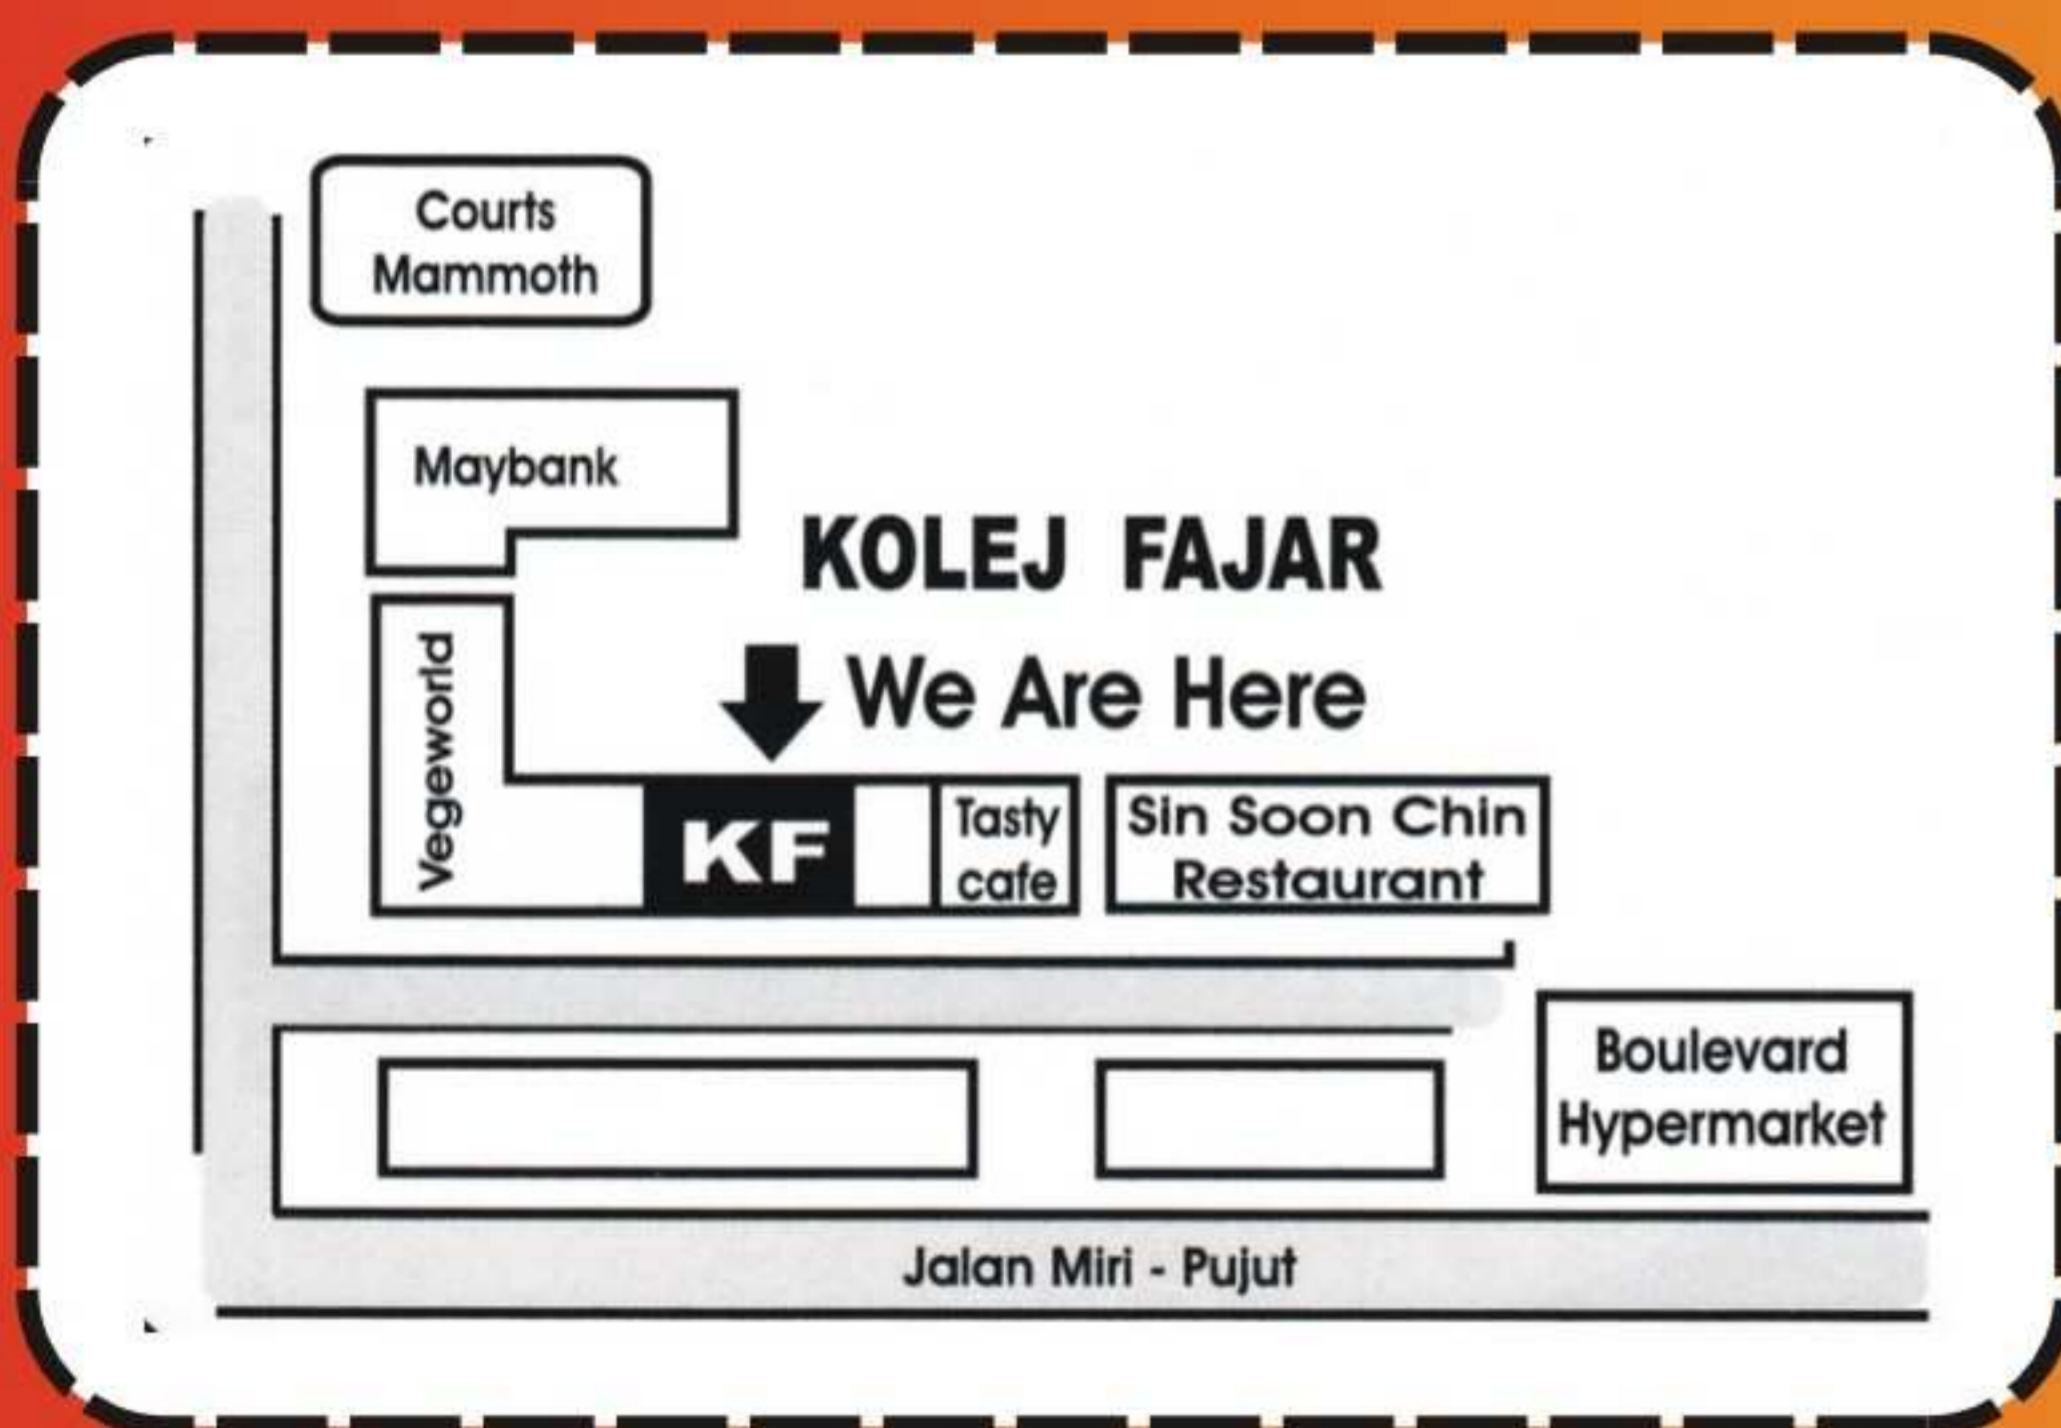 Courts
Mammoth
Maybank
KOLEJ FAJAR
We Are Here
Vegeworld
KF
Tasty
cafe
Sin Soon Chin
Restaurant
Boulevard
Hypermarket
Jalan Miri - Pujut